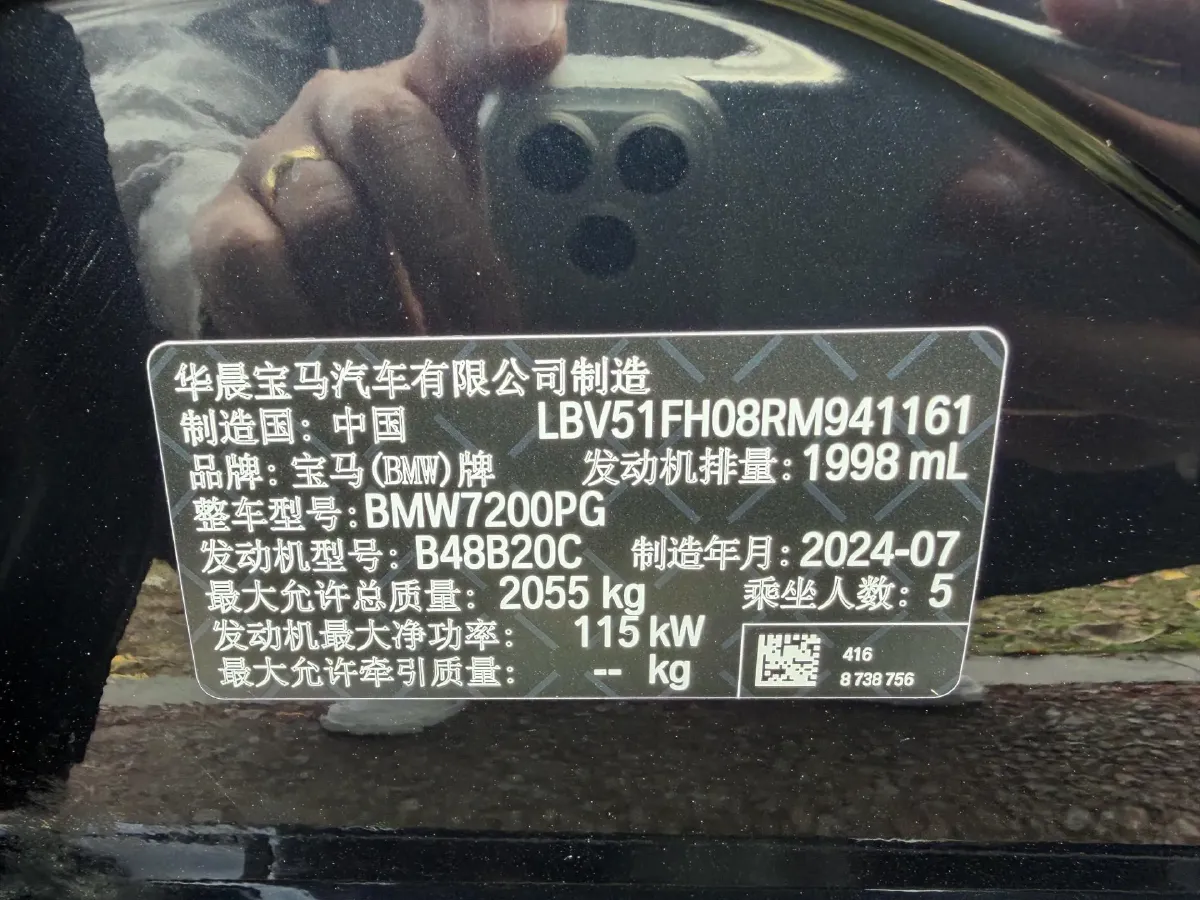 华晨宝马汽车有限公司制造
制造国：中国 LBV51FH08RM941161
品牌：宝马(BMW)牌 发动机排量：1998 mL
整车型号：BMW7200PG
发动机型号：B48B20C 制造年月：2024-07
最大允许总质量：2055 kg 乘坐人数：5
发动机最大净功率：115 kW
最大允许牵引质量：-- kg
416
8 738 756